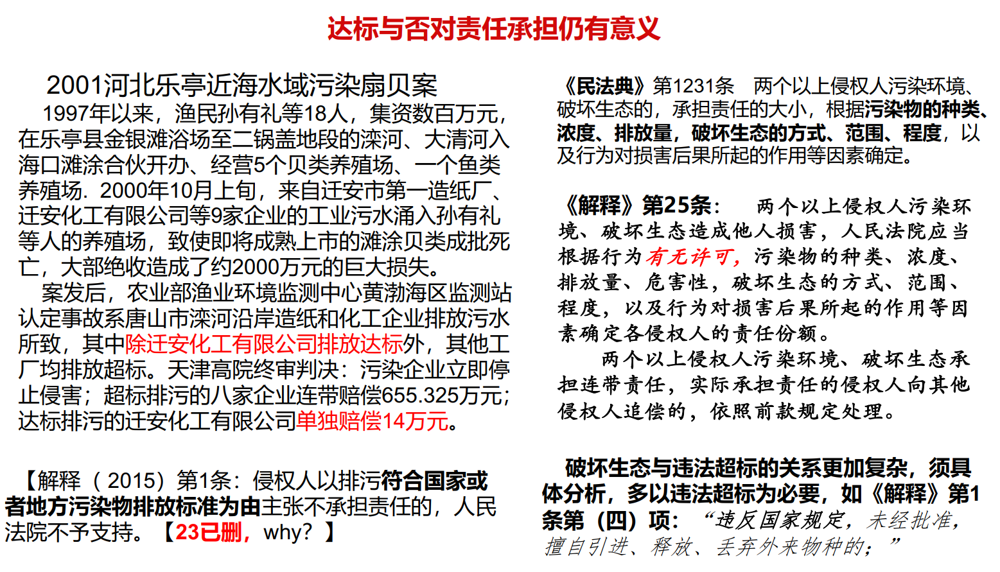 达标与否对责任承担仍有意义
2001河北乐亭近海水域污染扇贝案
1997年以来，渔民孙有礼等18人，集资数百万元，
在乐亭县金银滩浴场至二锅盖地段的滦河、大清河入
海口滩涂合伙开办、经营5个贝类养殖场、一个鱼类
养殖场. 2000年10月上旬，来自迁安市第一造纸厂、
迁安化工有限公司等9家企业的工业污水涌入孙有礼
等人的养殖场，致使即将成熟上市的滩涂贝类成批死
亡，大部绝收造成了约2000万元的巨大损失。
案发后，农业部渔业环境监测中心黄渤海区监测站
认定事故系唐山市滦河沿岸造纸和化工企业排放污水
所致，其中除迁安化工有限公司排放达标外，其他工
厂均排放超标。天津高院终审判决：污染企业立即停
止侵害；超标排污的八家企业连带赔偿655.325万元；
达标排污的迁安化工有限公司单独赔偿14万元。
【解释（ 2015）第1条：侵权人以排污符合国家或
者地方污染物排放标准为由主张不承担责任的，人民
法院不予支持。【23已删，why？】
《民法典》第1231条 两个以上侵权人污染环境、
破坏生态的，承担责任的大小，根据污染物的种类、
浓度、排放量，破坏生态的方式、范围、程度，以
及行为对损害后果所起的作用等因素确定。
《解释》第25条： 两个以上侵权人污染环
境、破坏生态造成他人损害，人民法院应当
根据行为有无许可，污染物的种类、浓度、
排放量、危害性，破坏生态的方式、范围、
程度，以及行为对损害后果所起的作用等因
素确定各侵权人的责任份额。
两个以上侵权人污染环境、破坏生态承
担连带责任，实际承担责任的侵权人向其他
侵权人追偿的，依照前款规定处理。
破坏生态与违法超标的关系更加复杂，须具
体分析，多以违法超标为必要，如《解释》第1
条第（四）项：“违反国家规定，未经批准，
擅自引进、释放、丢弃外来物种的；”